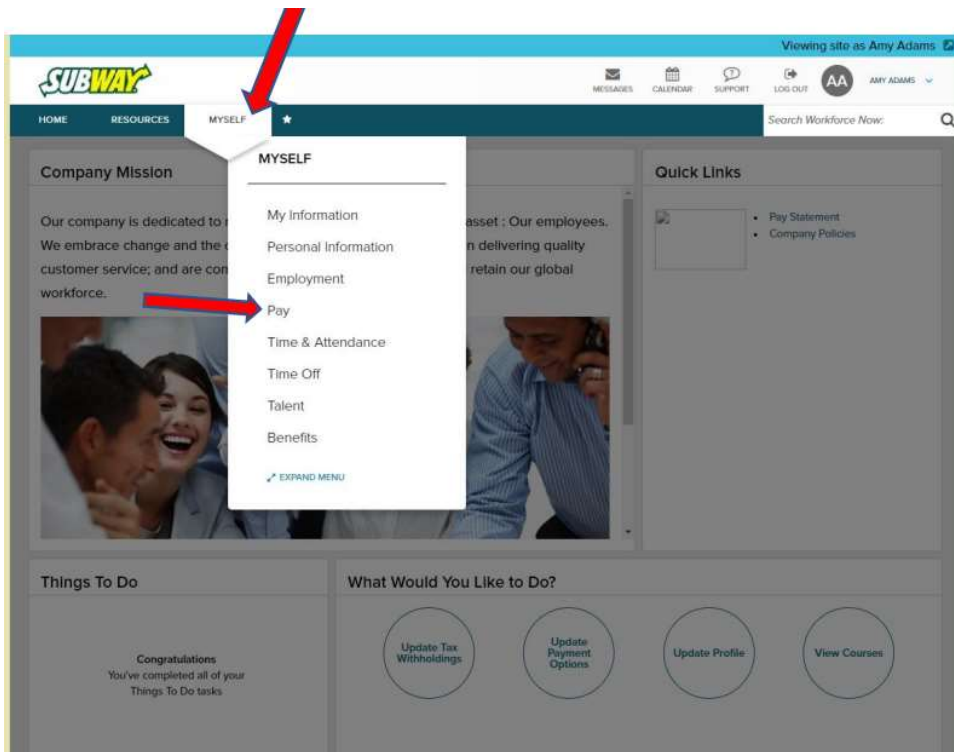 Viewing site as Amy Adams
SUBWAY
MESSAGES
CALENDAR
SUPPORT
LOG OUT
AA
AMY ADAMS
HOME
RESOURCES
MYSELF
Search Workforce Now:
MYSELF
My Information
Personal Information
Employment
Pay
Time & Attendance
Time Off
Talent
Benefits
EXPAND MENU
Company Mission
Our company is dedicated to asset : Our employees.
We embrace change and the delivering quality
customer service; and are retain our global
workforce.
Quick Links
Pay Statement
Company Policies
Things To Do
Congratulations
You've completed all of your
Things To Do tasks
What Would You Like to Do?
Update Tax
Withholdings
Update
Payment
Options
Update Profile
View Courses